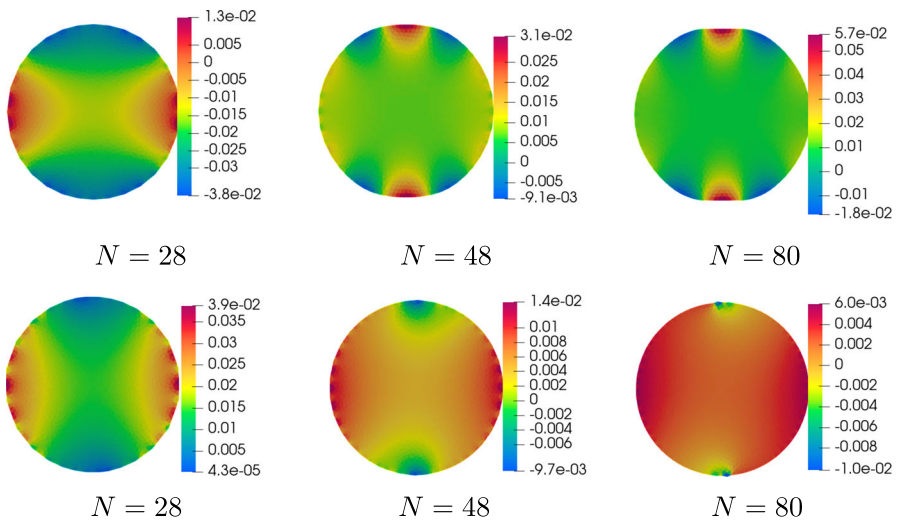 1.3e-02
0.005
0
-0.005
-0.01
-0.015
-0.02
-0.025
-0.03
-3.8e-02
N = 28
3.1e-02
0.025
0.02
0.015
0.01
0.005
0
-0.005
-9.1e-03
N = 48
5.7e-02
0.05
0.04
0.03
0.02
0.01
0
-0.01
-1.8e-02
N = 80
3.9e-02
0.035
0.03
0.025
0.02
0.015
0.01
0.005
4.3e-05
N = 28
1.4e-02
0.01
0.008
0.006
0.004
0.002
0
-0.002
-0.004
-0.006
-9.7e-03
N = 48
6.0e-03
0.004
0.002
0
-0.002
-0.004
-0.006
-0.008
-1.0e-02
N = 80